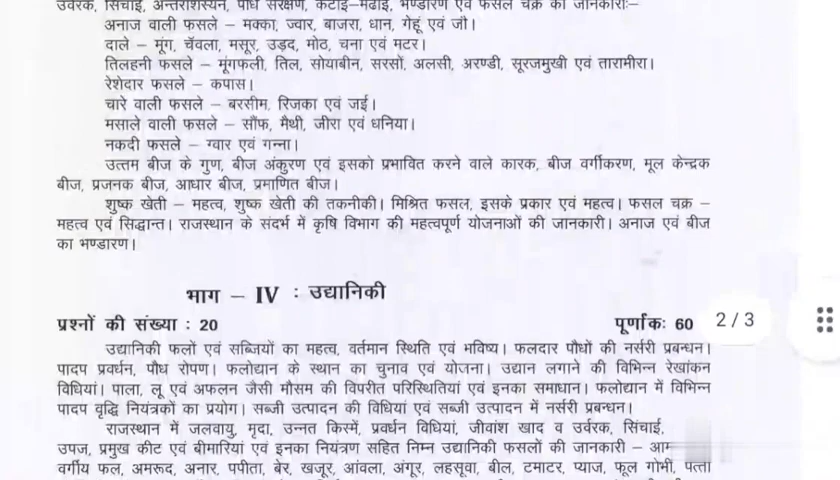 उर्वरक, सिंचाई, अन्तराशस्यन, पौध संरक्षण, कटाई–मढाई, भण्डारण एवं फसल चक्र की जानकारीः–
अनाज वाली फसले – मक्का, ज्वार, बाजरा, धान, गेहूं एवं जौ।
दाले – मूंग, चॅवला, मसूर, उड़द, मोठ, चना एवं मटर।
तिलहनी फसले – मूंगफली, तिल, सोयाबीन, सरसों, अलसी, अरण्डी, सूरजमुखी एवं तारामीरा।
रेशेदार फसले – कपास।
चारे वाली फसले – बरसीम, रिजका एवं जई।
मसाले वाली फसले – सौंफ, मैथी, जीरा एवं धनिया।
नकदी फसले – ग्वार एवं गन्ना।
उत्तम बीज के गुण, बीज अंकुरण एवं इसको प्रभावित करने वाले कारक, बीज वर्गीकरण, मूल केन्द्रक
बीज, प्रजनक बीज, आधार बीज, प्रमाणित बीज।
शुष्क खेती – महत्व, शुष्क खेती की तकनीकी। मिश्रित फसल, इसके प्रकार एवं महत्व। फसल चक्र –
महत्व एवं सिद्धान्त। राजस्थान के संदर्भ में कृषि विभाग की महत्वपूर्ण योजनाओं की जानकारी। अनाज एवं बीज
का भण्डारण।
भाग – IV : उद्यानिकी
प्रश्नों की संख्या : 20 पूर्णांकः 60
2 / 3
उद्यानिकी फलों एवं सब्जियों का महत्व, वर्तमान स्थिति एवं भविष्य। फलदार पौधों की नर्सरी प्रबन्धन।
पादप प्रवर्धन, पौध रोपण। फलोद्यान के स्थान का चुनाव एवं योजना। उद्यान लगाने की विभिन्न रेखांकन
विधियां। पाला, लू एवं अफलन जैसी मौसम की विपरीत परिस्थितियां एवं इनका समाधान। फलोद्यान में विभिन्न
पादप वृद्धि नियंत्रकों का प्रयोग। सब्जी उत्पादन की विधियां एवं सब्जी उत्पादन में नर्सरी प्रबन्धन।
राजस्थान में जलवायु, मृदा, उन्नत किस्में, प्रवर्धन विधियां, जीवांश खाद व उर्वरक, सिंचाई,
उपज, प्रमुख कीट एवं बीमारियां एवं इनका नियंत्रण सहित निम्न उद्यानिकी फसलों की जानकारी –
वर्गीय फल, अमरूद, अनार, पपीता, बेर, खजूर, आंवला, अंगूर, लहसूवा, बील, टमाटर, प्याज, फूल गोभी, पत्ता